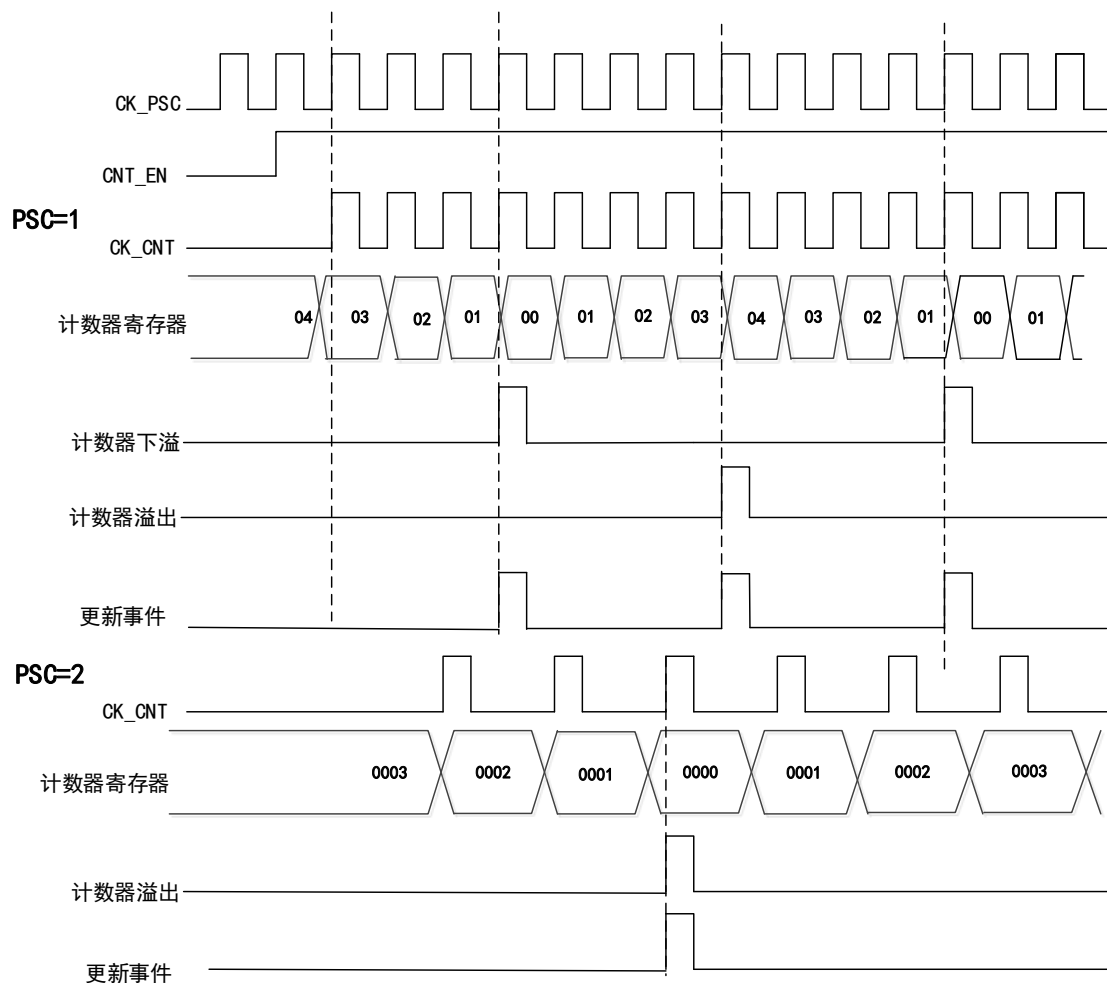 CK_PSC
CNT_EN
PSC=1
CK_CNT
计数器寄存器 04 03 02 01 00 01 02 03 04 03 02 01 00 01
计数器下溢
计数器溢出
更新事件
PSC=2
CK_CNT
计数器寄存器 0003 0002 0001 0000 0001 0002 0003
计数器溢出
更新事件